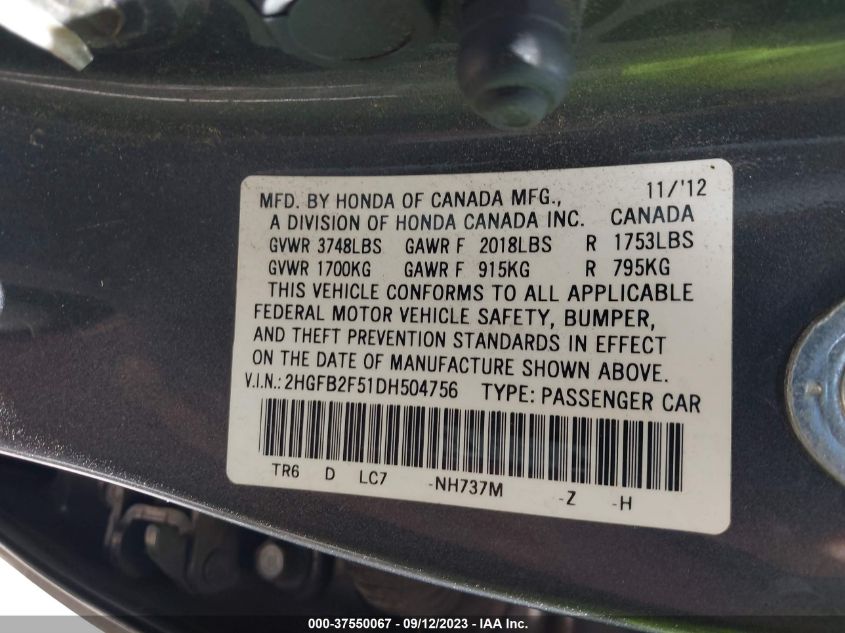 MFD. BY HONDA OF CANADA MFG., 11/'12
A DIVISION OF HONDA CANADA INC. CANADA
GVWR 3748LBS GAWR F 2018LBS R 1753LBS
GVWR 1700KG GAWR F 915KG R 795KG
THIS VEHICLE CONFORMS TO ALL APPLICABLE
FEDERAL MOTOR VEHICLE SAFETY, BUMPER,
AND THEFT PREVENTION STANDARDS IN EFFECT
ON THE DATE OF MANUFACTURE SHOWN ABOVE.
V.I.N.: 2HGFB2F51DH504756 TYPE: PASSENGER CAR
TR6 D LC7 -NH737M -Z -H
000-37550067 - 09/12/2023 - IAA Inc.